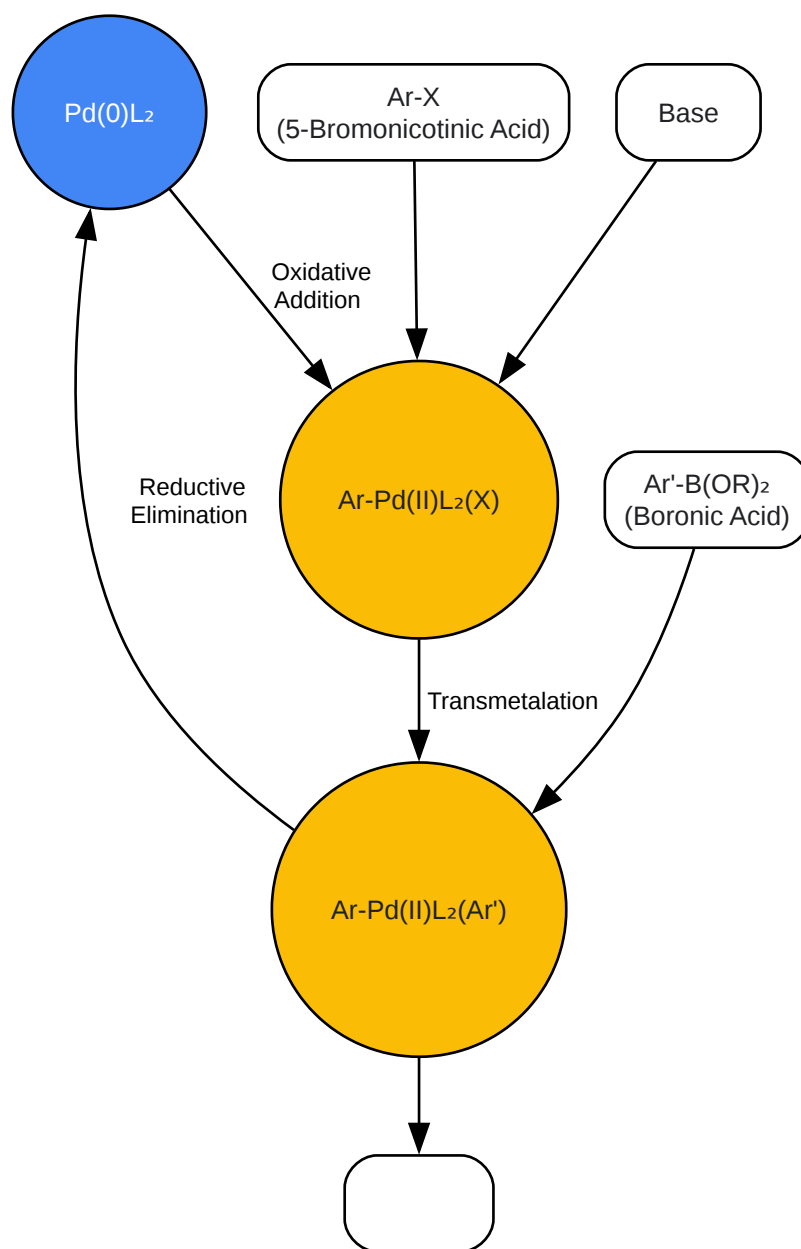 Pd(0)L₂
Ar-X
(5-Bromonicotinic Acid)
Base
Oxidative
Addition
Reductive
Elimination
Ar-Pd(II)L₂(X)
Ar'-B(OR)₂
(Boronic Acid)
Transmetalation
Ar-Pd(II)L₂(Ar')